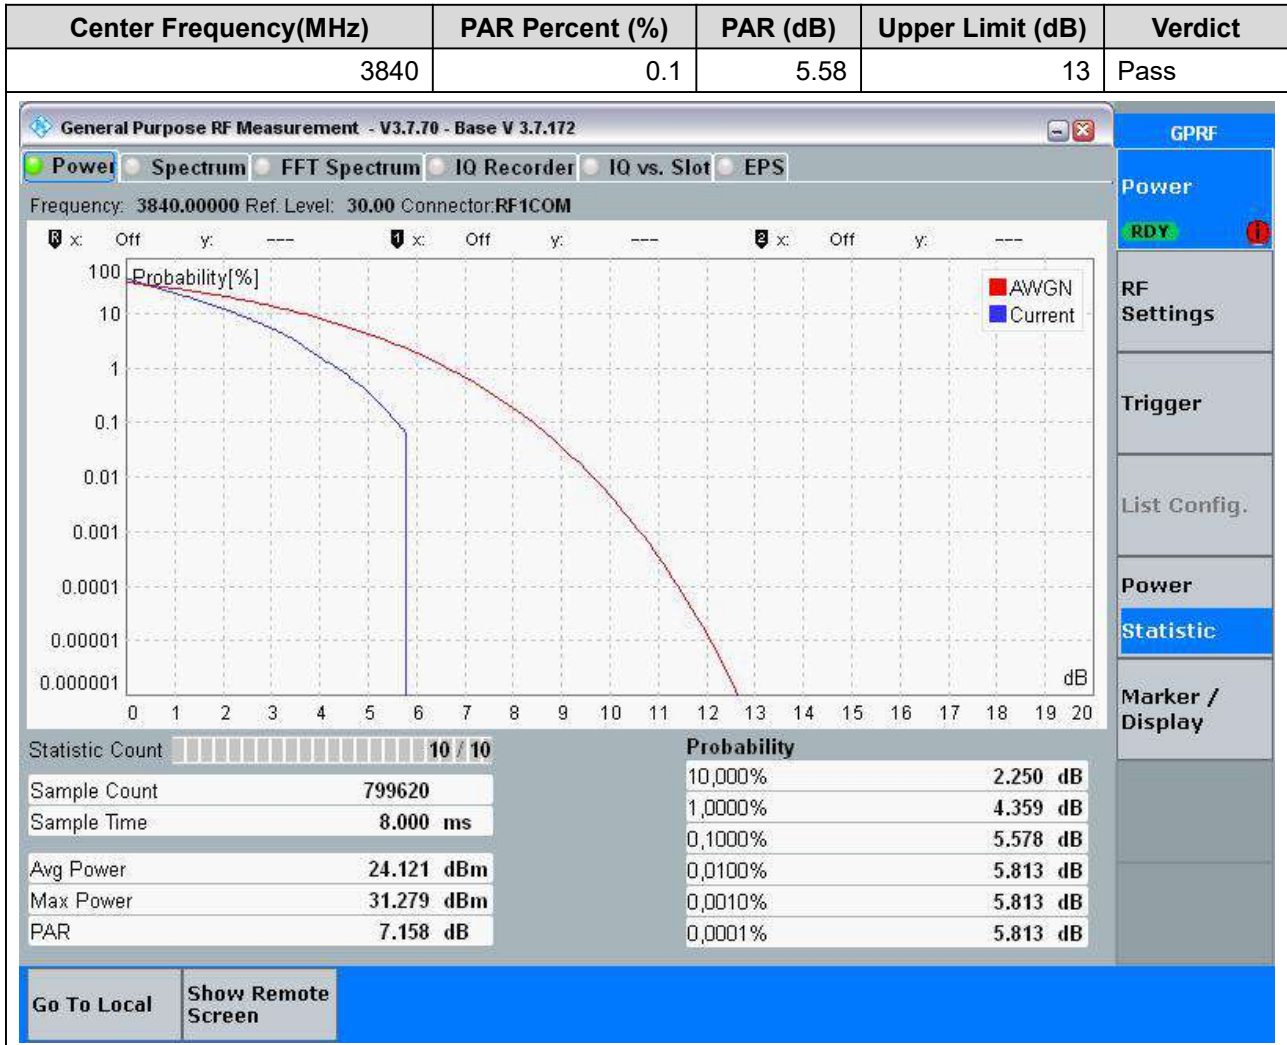 Center Frequency(MHz) PAR Percent (%) PAR (dB) Upper Limit (dB) Verdict
3840 0.1 5.58 13 Pass
General Purpose RF Measurement - V3.7.70 - Base V 3.7.172
GPRF
Power Spectrum FFT Spectrum IQ Recorder IQ vs. Slot EPS
Power
RDY i
Frequency: 3840.00000 Ref. Level: 30.00 Connector:RF1COM
R x: Off y: --- 1 x: Off y: --- 2 x: Off y: ---
Probability[%]
AWGN
Current
100
10
1
0.1
0.01
0.001
0.0001
0.00001
0.000001
dB
0 1 2 3 4 5 6 7 8 9 10 11 12 13 14 15 16 17 18 19 20
RF
Settings
Trigger
List Config.
Power
Statistic
Marker /
Display
Statistic Count 10 / 10
Sample Count 799620
Sample Time 8.000 ms
Avg Power 24.121 dBm
Max Power 31.279 dBm
PAR 7.158 dB
Probability
10,000% 2.250 dB
1,0000% 4.359 dB
0,1000% 5.578 dB
0,0100% 5.813 dB
0,0010% 5.813 dB
0,0001% 5.813 dB
Go To Local
Show Remote
Screen